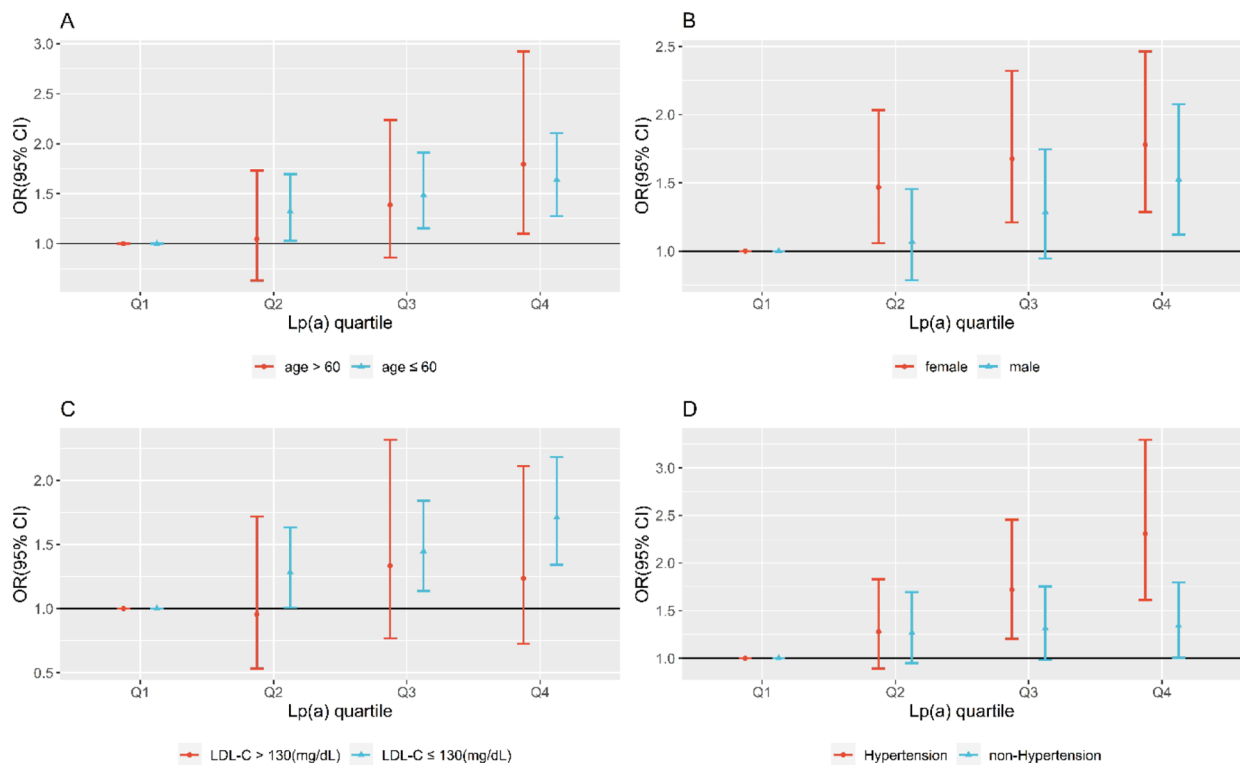 A
OR(95% CI)
3.0
2.5
2.0
1.5
1.0
Q1 Q2 Q3 Q4
Lp(a) quartile
age > 60 age ≤ 60
B
OR(95% CI)
2.5
2.0
1.5
1.0
Q1 Q2 Q3 Q4
Lp(a) quartile
female male
C
OR(95% CI)
2.0
1.5
1.0
0.5
Q1 Q2 Q3 Q4
Lp(a) quartile
LDL-C > 130(mg/dL) LDL-C ≤ 130(mg/dL)
D
OR(95% CI)
3.0
2.5
2.0
1.5
1.0
Q1 Q2 Q3 Q4
Lp(a) quartile
Hypertension non-Hypertension